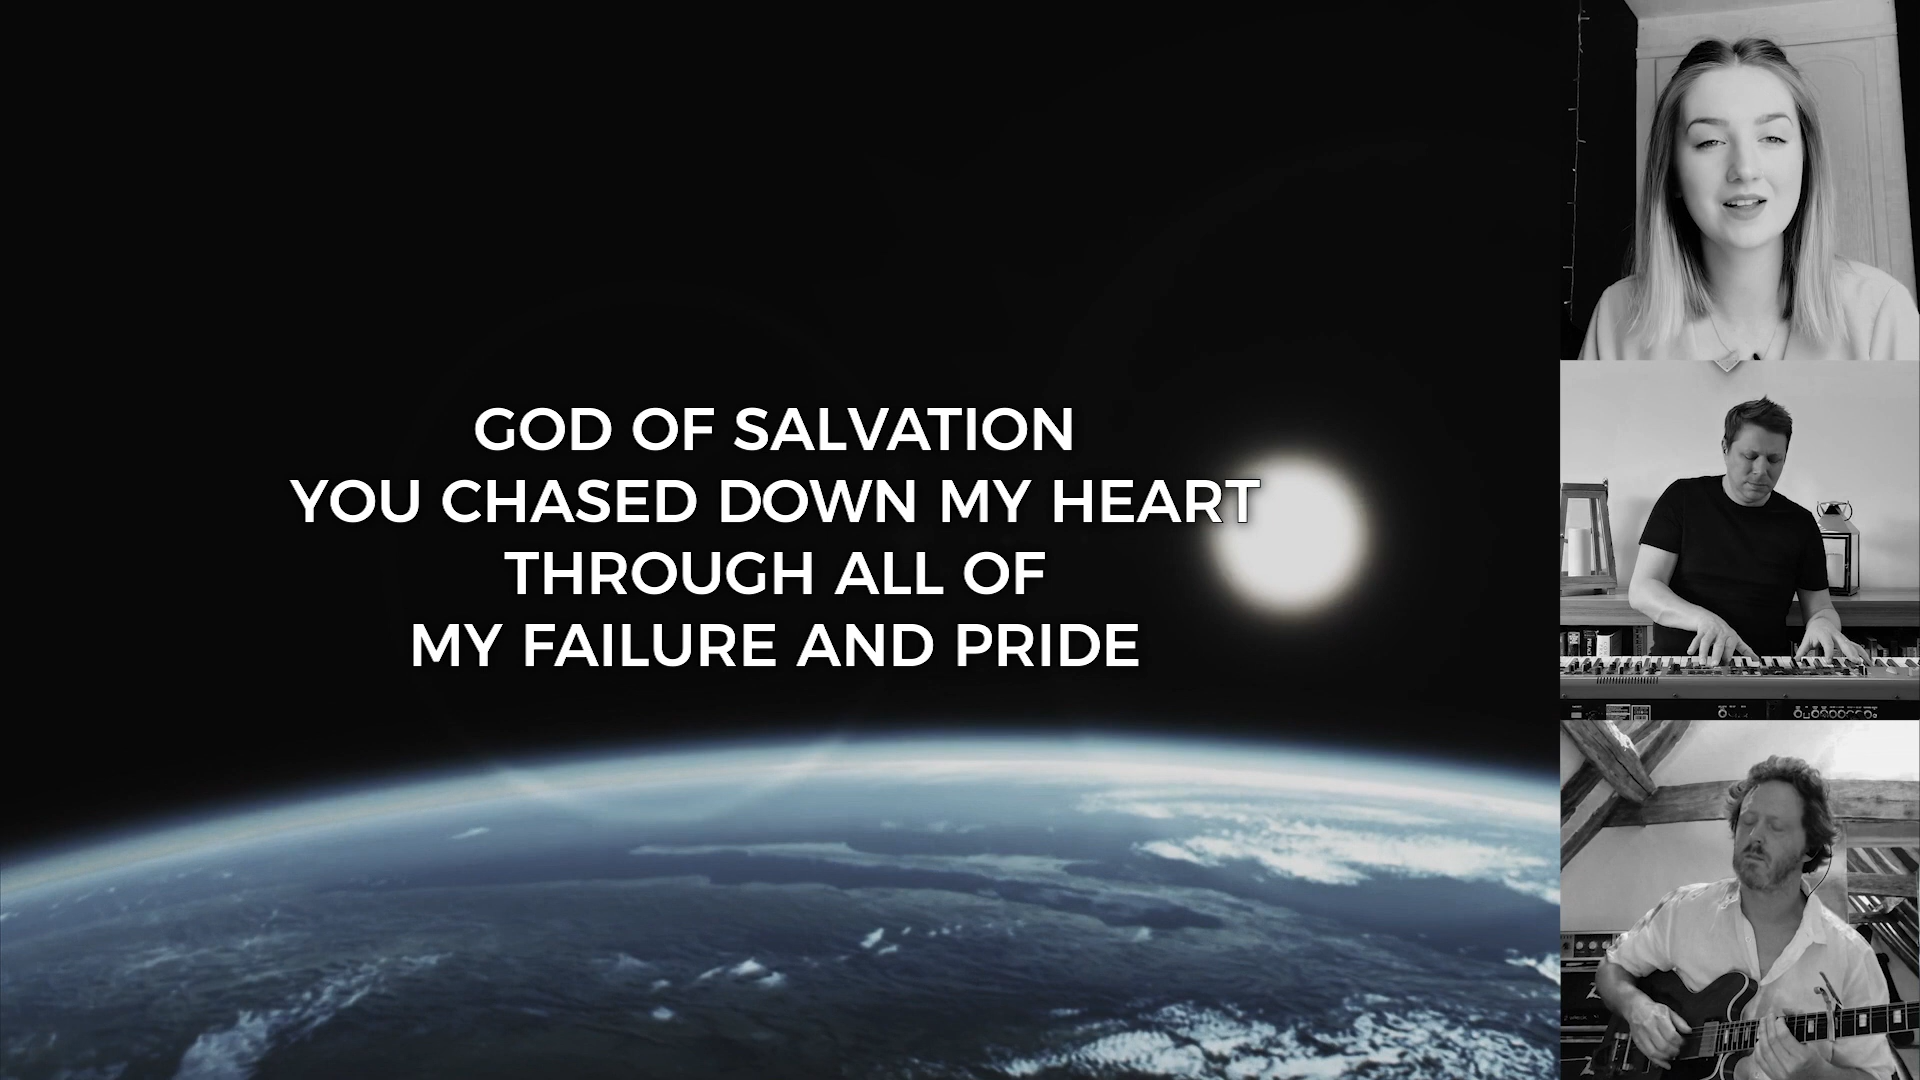 GOD OF SALVATION
YOU CHASED DOWN MY HEART
THROUGH ALL OF
MY FAILURE AND PRIDE